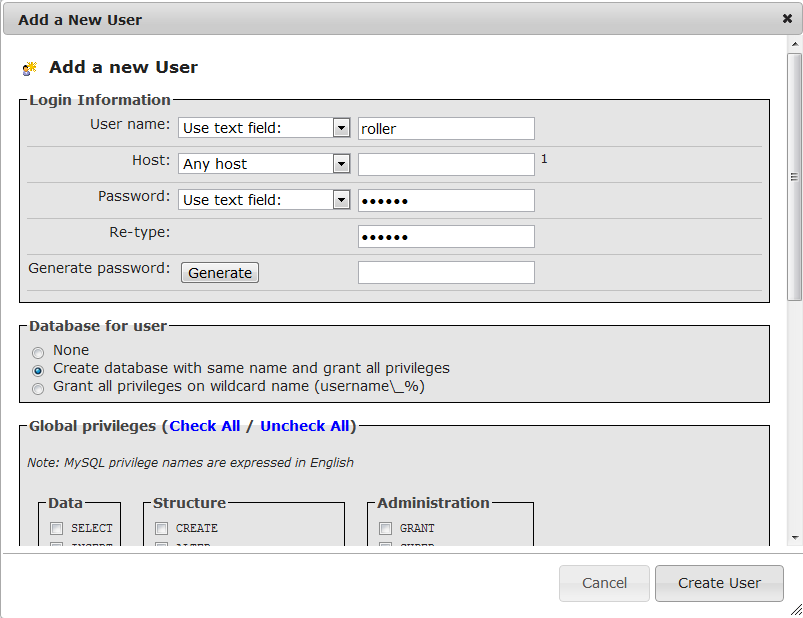 Add a New User
Add a new User
Login Information
User name: Use text field: roller
Host: Any host 1
Password: Use text field: ••••••
Re-type: ••••••
Generate password: Generate
Database for user
None
Create database with same name and grant all privileges
Grant all privileges on wildcard name (username\_%)
Global privileges (Check All / Uncheck All)
Note: MySQL privilege names are expressed in English
Data Structure Administration
SELECT CREATE GRANT
Cancel Create User